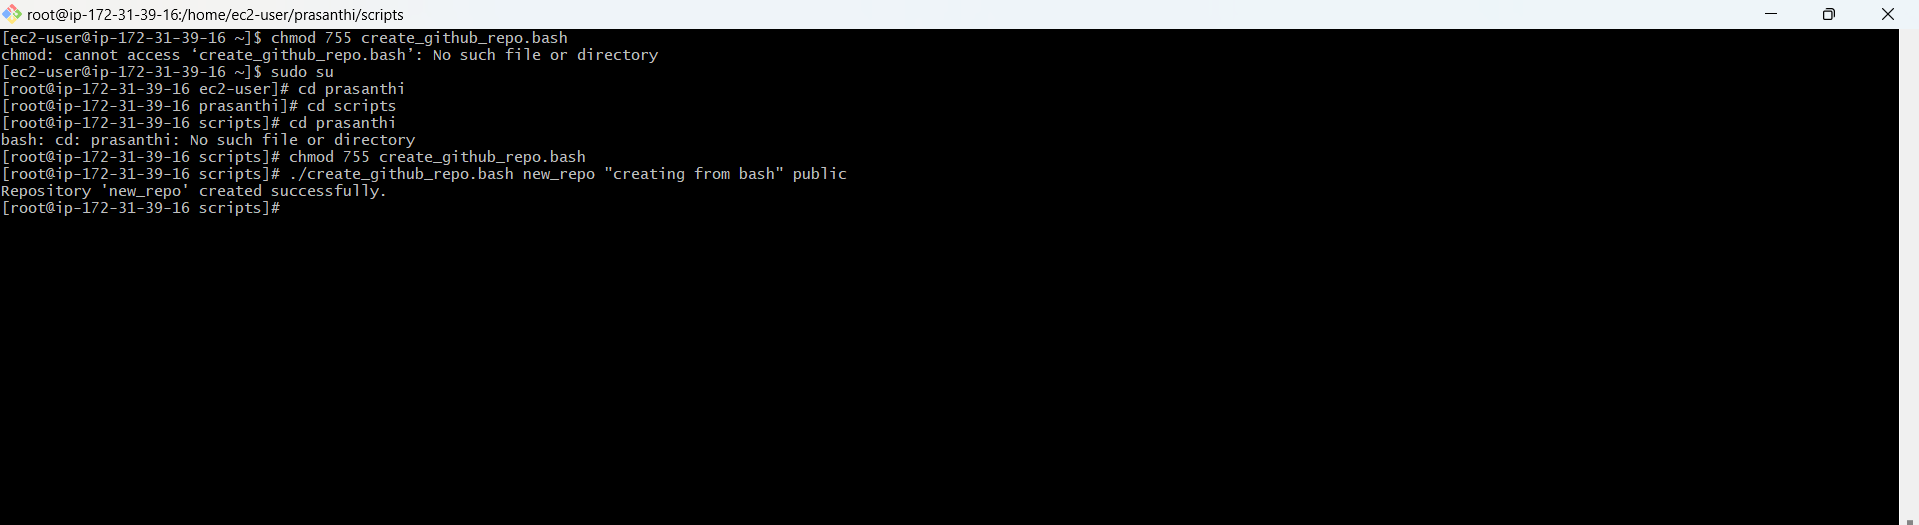 root@ip-172-31-39-16:/home/ec2-user/prasanthi/scripts
[ec2-user@ip-172-31-39-16 ~]$ chmod 755 create_github_repo.bash
chmod: cannot access ‘create_github_repo.bash’: No such file or directory
[ec2-user@ip-172-31-39-16 ~]$ sudo su
[root@ip-172-31-39-16 ec2-user]# cd prasanthi
[root@ip-172-31-39-16 prasanthi]# cd scripts
[root@ip-172-31-39-16 scripts]# cd prasanthi
bash: cd: prasanthi: No such file or directory
[root@ip-172-31-39-16 scripts]# chmod 755 create_github_repo.bash
[root@ip-172-31-39-16 scripts]# ./create_github_repo.bash new_repo "creating from bash" public
Repository 'new_repo' created successfully.
[root@ip-172-31-39-16 scripts]#